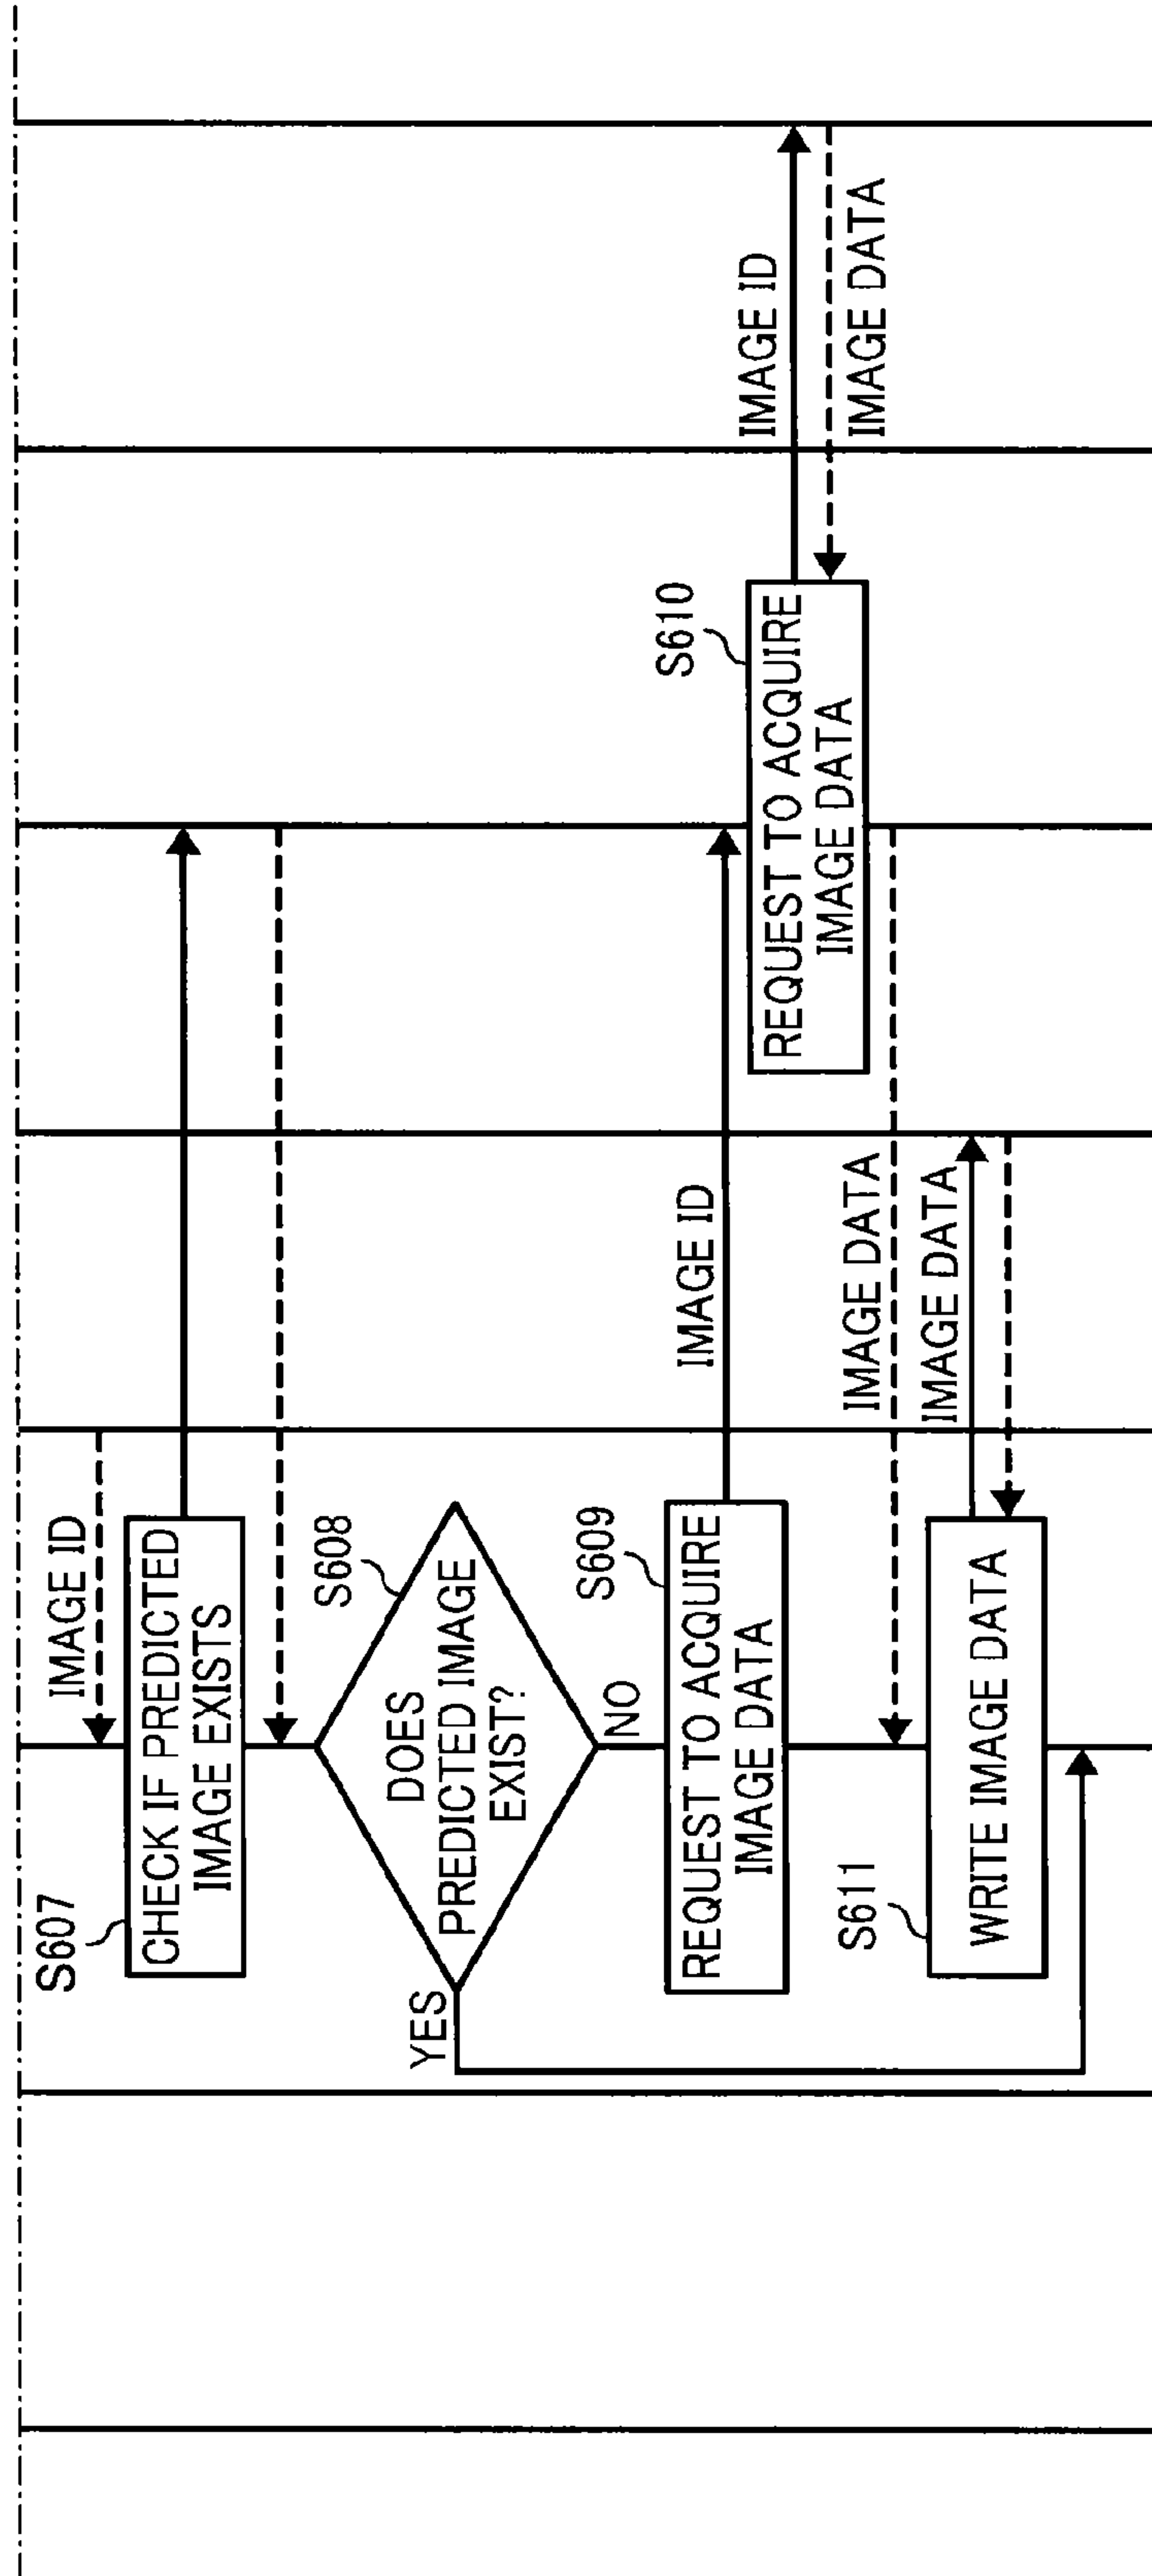 IMAGE ID
S607
CHECK IF PREDICTED
IMAGE EXISTS
S608
DOES
PREDICTED IMAGE
EXIST?
YES
NO
S609
REQUEST TO ACQUIRE
IMAGE DATA
IMAGE ID
S610
REQUEST TO ACQUIRE
IMAGE DATA
IMAGE ID
IMAGE DATA
IMAGE DATA
S611
WRITE IMAGE DATA
IMAGE DATA